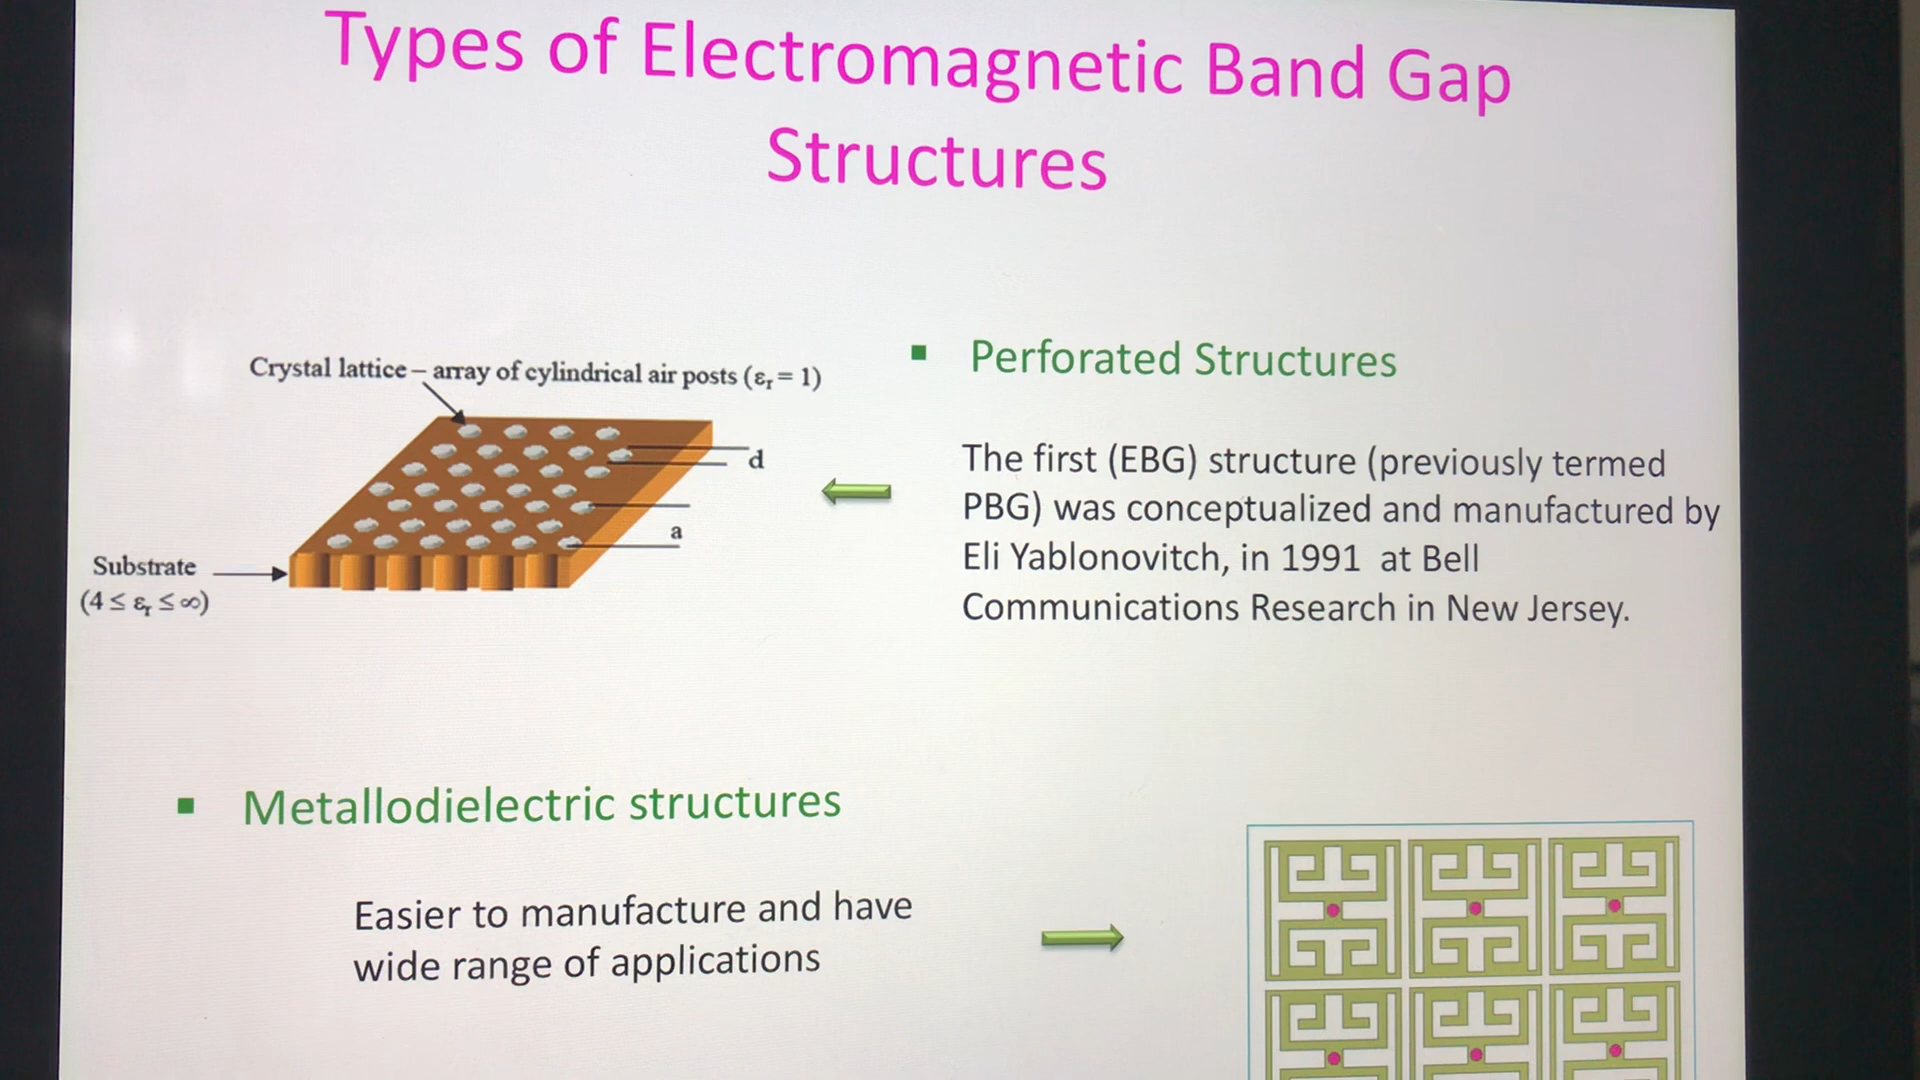 Types of Electromagnetic Band Gap
Structures
Crystal lattice – array of cylindrical air posts (εr = 1)
d
a
Substrate
(4 ≤ εr ≤ ∞)
▪ Perforated Structures
The first (EBG) structure (previously termed
PBG) was conceptualized and manufactured by
Eli Yablonovitch, in 1991 at Bell
Communications Research in New Jersey.
▪ Metallodielectric structures
Easier to manufacture and have
wide range of applications